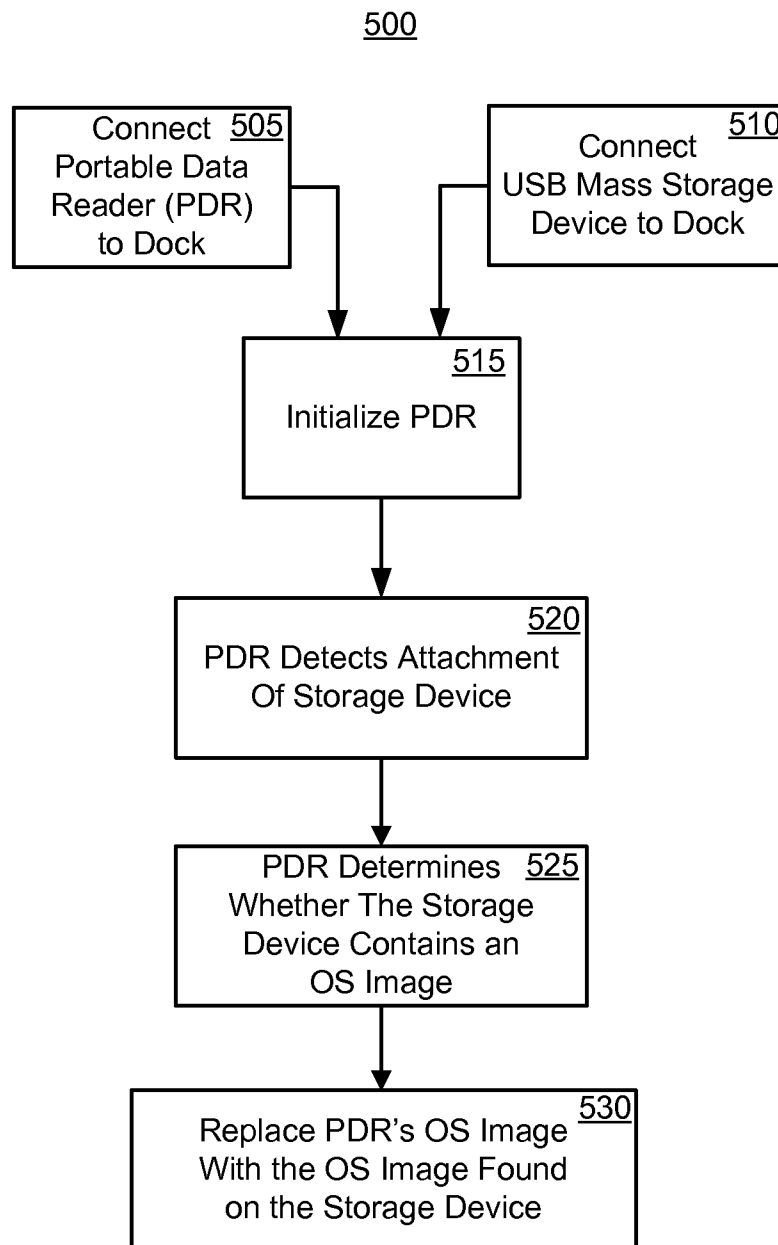 500
Connect 505
Portable Data
Reader (PDR)
to Dock
510
Connect
USB Mass Storage
Device to Dock
515
Initialize PDR
520
PDR Detects Attachment
Of Storage Device
PDR Determines 525
Whether The Storage
Device Contains an
OS Image
530
Replace PDR's OS Image
With the OS Image Found
on the Storage Device